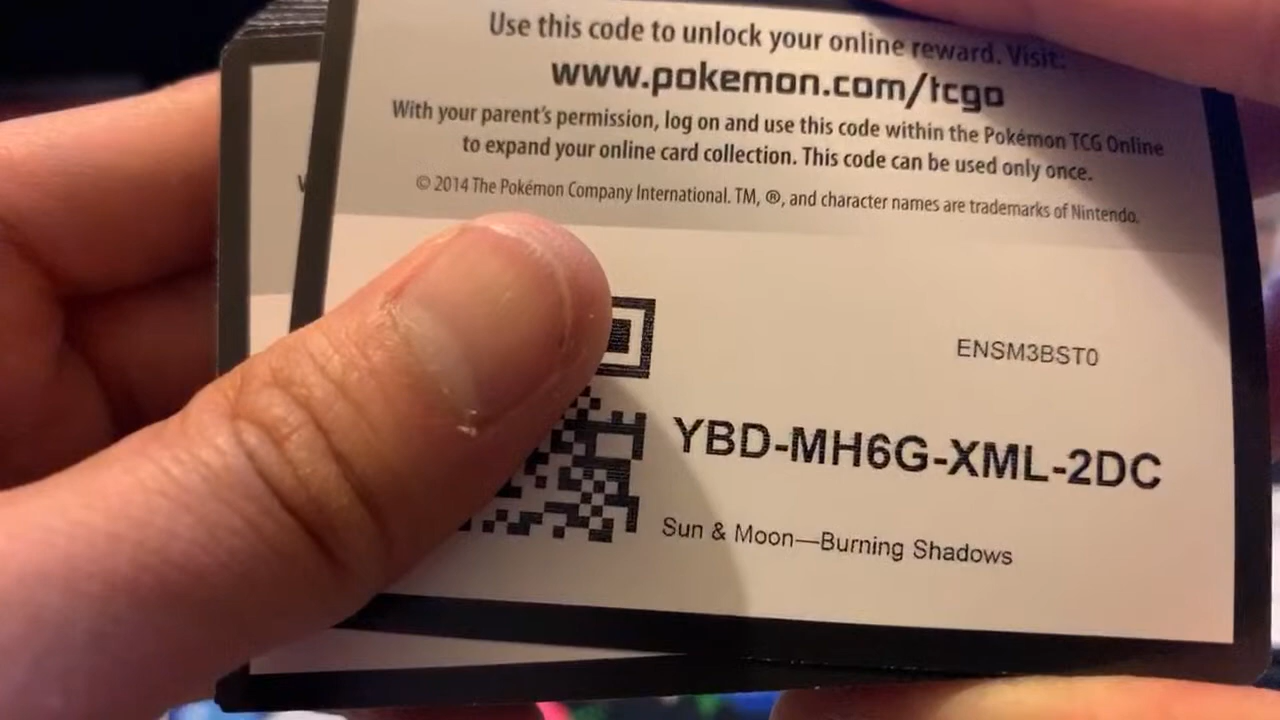 Use this code to unlock your online reward. Visit:
www.pokemon.com/tcgo
With your parent's permission, log on and use this code within the Pokémon TCG Online
to expand your online card collection. This code can be used only once.
© 2014 The Pokémon Company International. TM, ®, and character names are trademarks of Nintendo.
ENSM3BST0
YBD-MH6G-XML-2DC
Sun & Moon—Burning Shadows